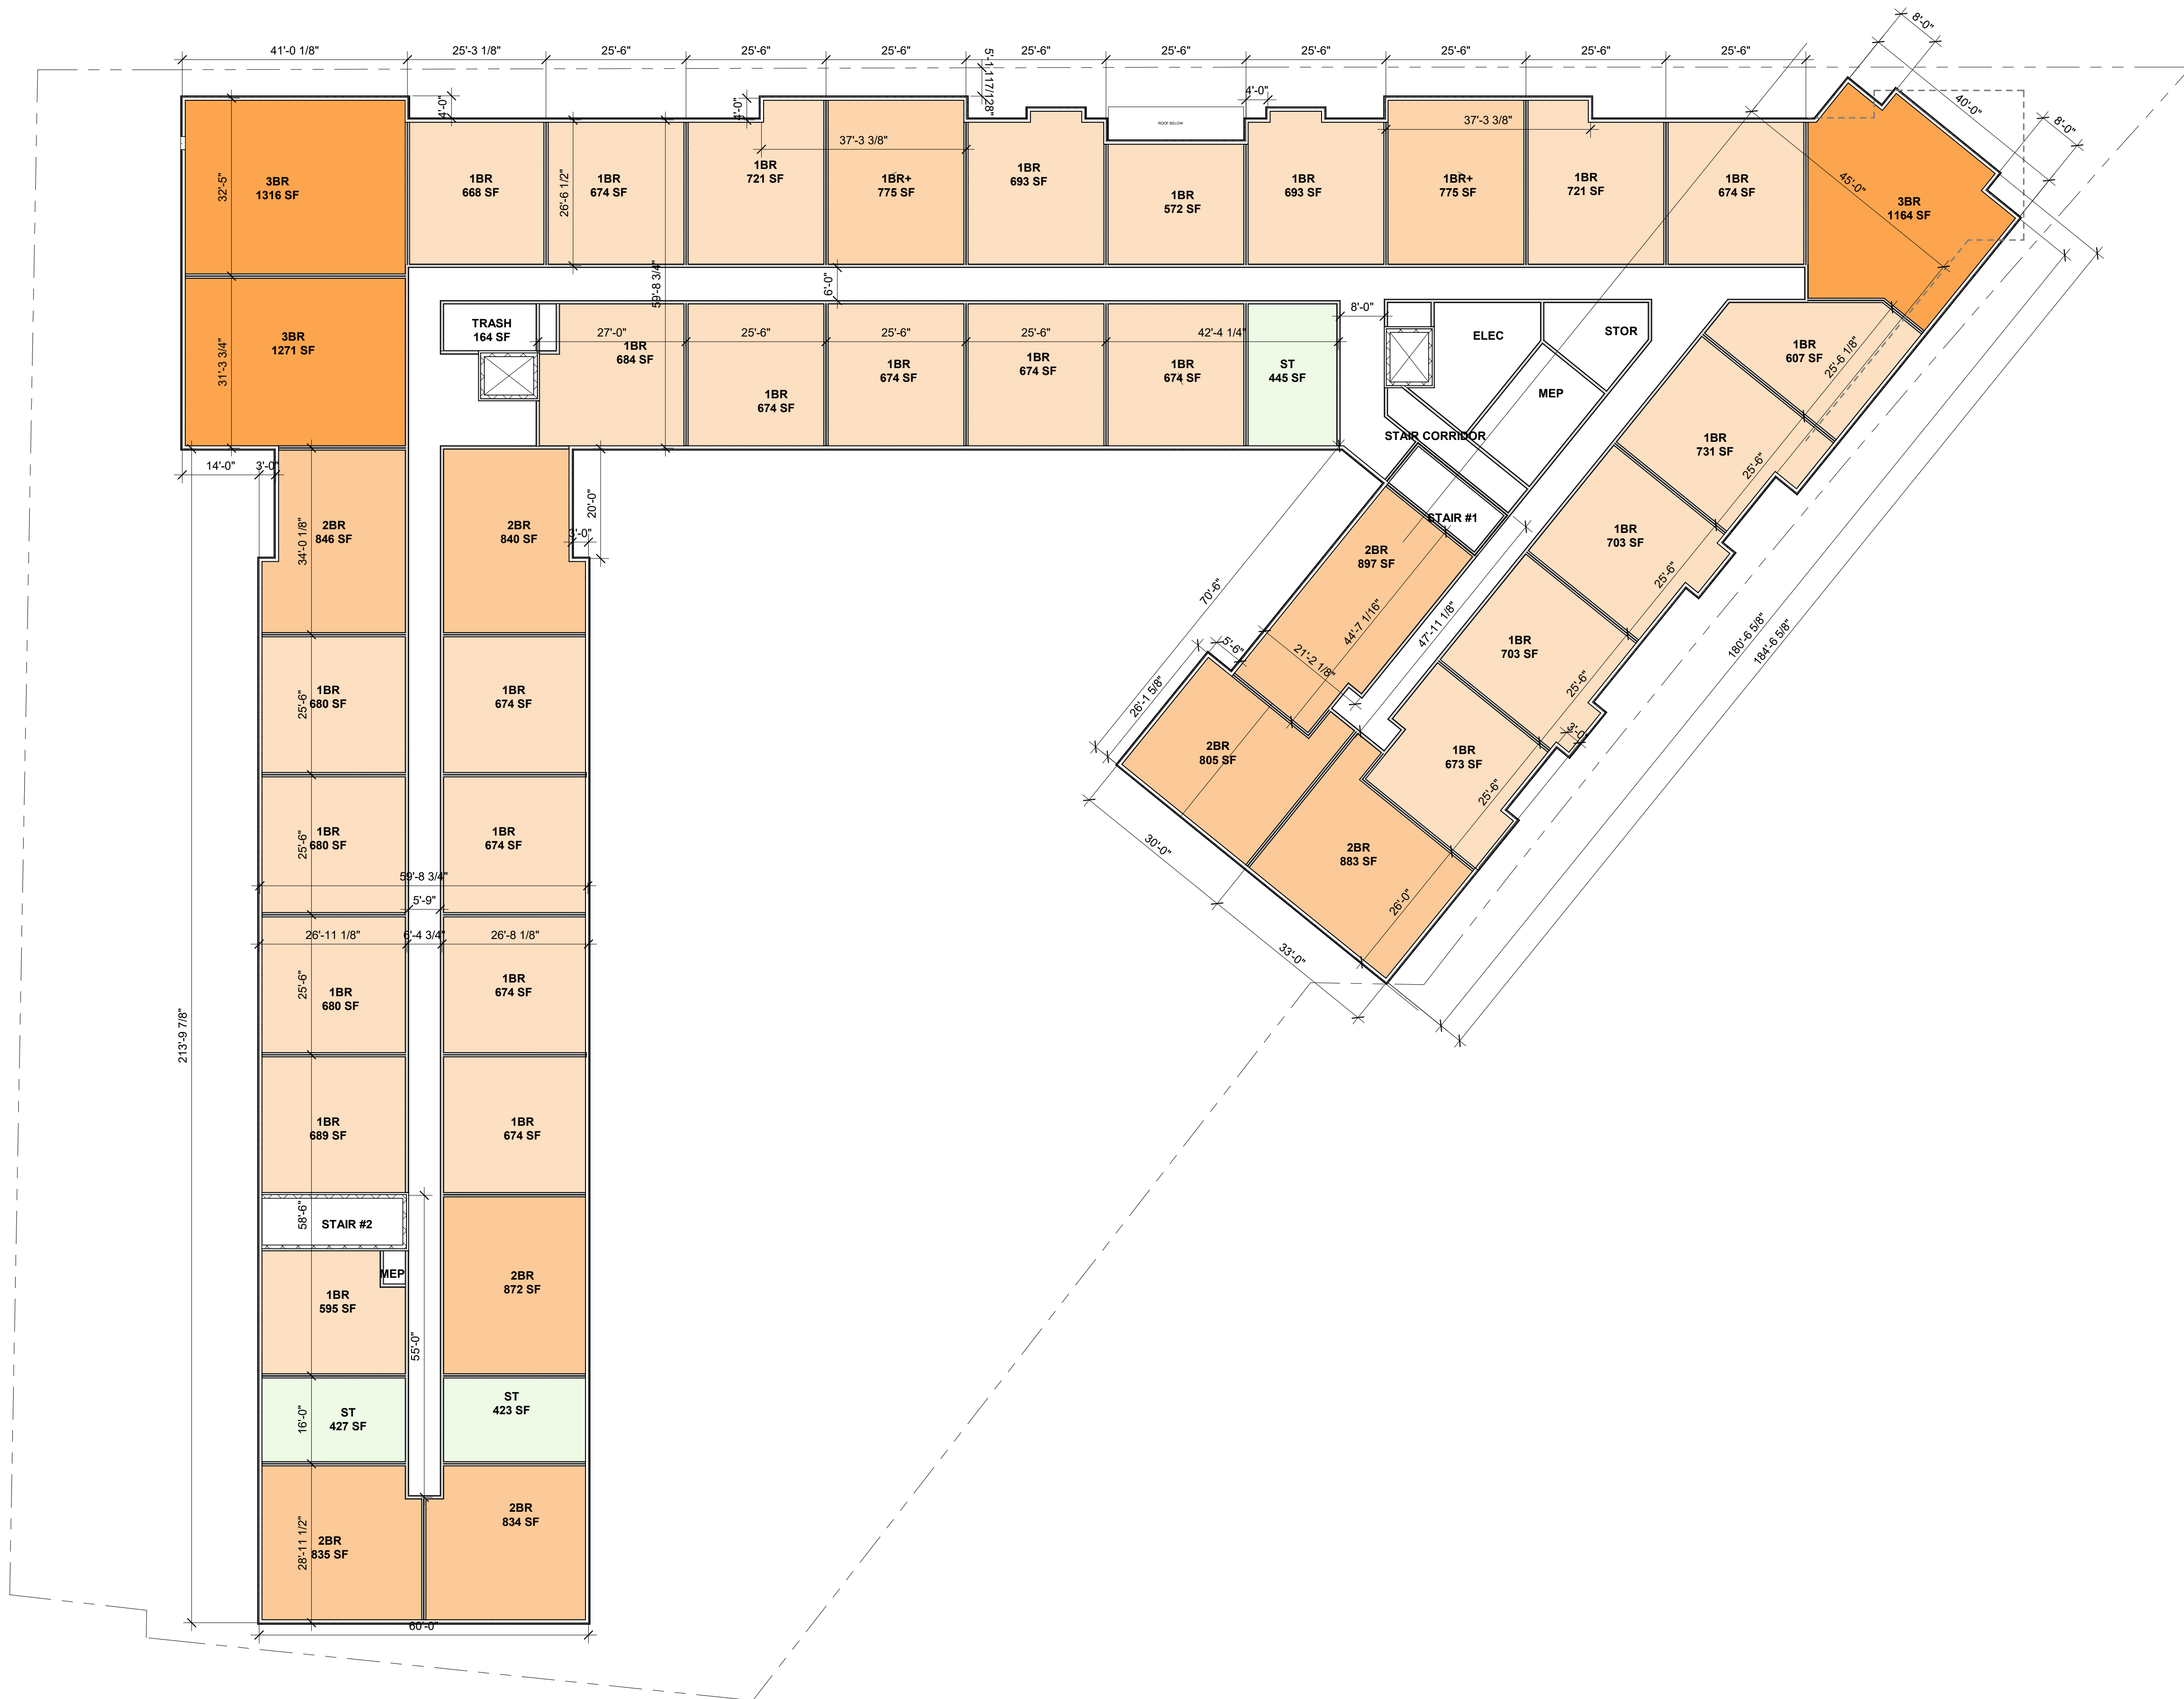 8'-0"
41'-0 1/8"
25'-3 1/8"
25'-6"
25'-6"
25'-6"
25'-6"
25'-6"
25'-6"
25'-6"
25'-6"
25'-6"
5'-1 117/128"
40'-0"
8'-0"
4'-0"
4'-0"
4'-0"
ROOF BELOW
37'-3 3/8"
37'-3 3/8"
45'-0"
32'-5"
3BR
1316 SF
1BR
668 SF
26'-6 1/2"
1BR
674 SF
1BR
721 SF
1BR+
775 SF
1BR
693 SF
1BR
572 SF
1BR
693 SF
1BR+
775 SF
1BR
721 SF
1BR
674 SF
3BR
1164 SF
59'-8 3/4"
6'-0"
31'-3 3/4"
3BR
1271 SF
TRASH
164 SF
27'-0"
25'-6"
25'-6"
25'-6"
42'-4 1/4"
8'-0"
1BR
684 SF
1BR
674 SF
1BR
674 SF
1BR
674 SF
1BR
674 SF
ST
445 SF
ELEC
STOR
MEP
STAIR CORRIDOR
STAIR #1
1BR
607 SF
25'-6 1/8"
1BR
731 SF
25'-6"
1BR
703 SF
25'-6"
1BR
703 SF
25'-6"
3'-0"
1BR
673 SF
25'-6"
2BR
897 SF
70'-6"
44'-7 1/16"
47'-11 1/8"
5'-6"
21'-2 1/8"
26'-1 5/8"
180'-6 5/8"
184'-6 5/8"
2BR
805 SF
2BR
883 SF
30'-0"
26'-0"
33'-0"
14'-0"
3'-0"
20'-0"
3'-0"
34'-0 1/8"
2BR
846 SF
2BR
840 SF
25'-6"
1BR
680 SF
1BR
674 SF
25'-6"
1BR
680 SF
1BR
674 SF
59'-8 3/4"
5'-9"
26'-11 1/8"
6'-4 3/4"
26'-8 1/8"
25'-6"
1BR
680 SF
1BR
674 SF
213'-9 7/8"
1BR
689 SF
1BR
674 SF
58'-6"
STAIR #2
MEP
1BR
595 SF
2BR
872 SF
55'-0"
16'-0"
ST
427 SF
ST
423 SF
28'-11 1/2"
2BR
835 SF
2BR
834 SF
60'-0"